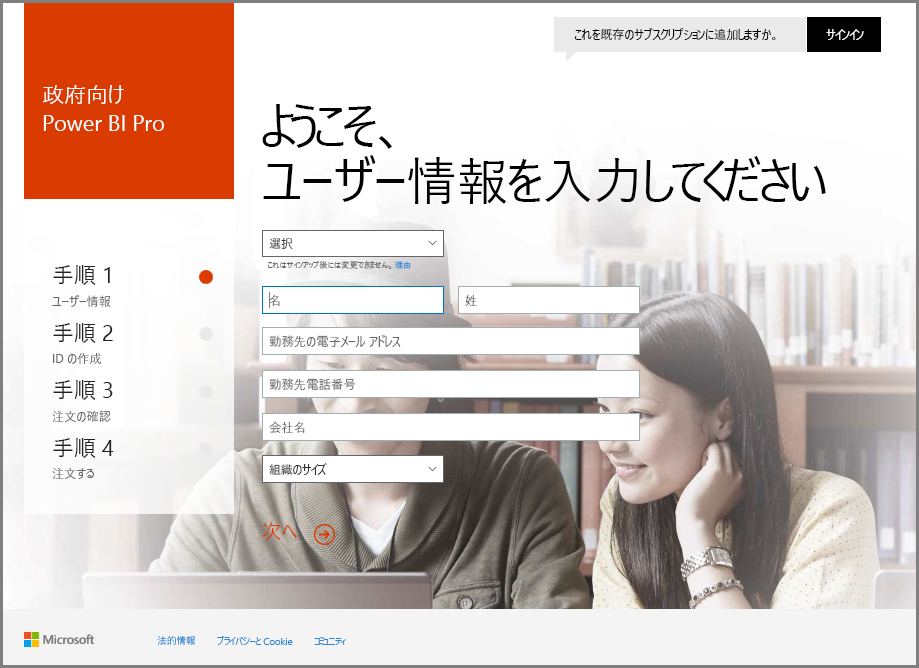 これを既存のサブスクリプションに追加しますか。
サインイン
政府向け
Power BI Pro
ようこそ、
ユーザー情報を入力してください
選択
これはサインアップ後には変更できません。 理由
名
姓
勤務先の電子メール アドレス
勤務先電話番号
会社名
組織のサイズ
次へ
手順 1
ユーザー情報
手順 2
ID の作成
手順 3
注文の確認
手順 4
注文する
Microsoft
法的情報
プライバシーと Cookie
コミュニティ